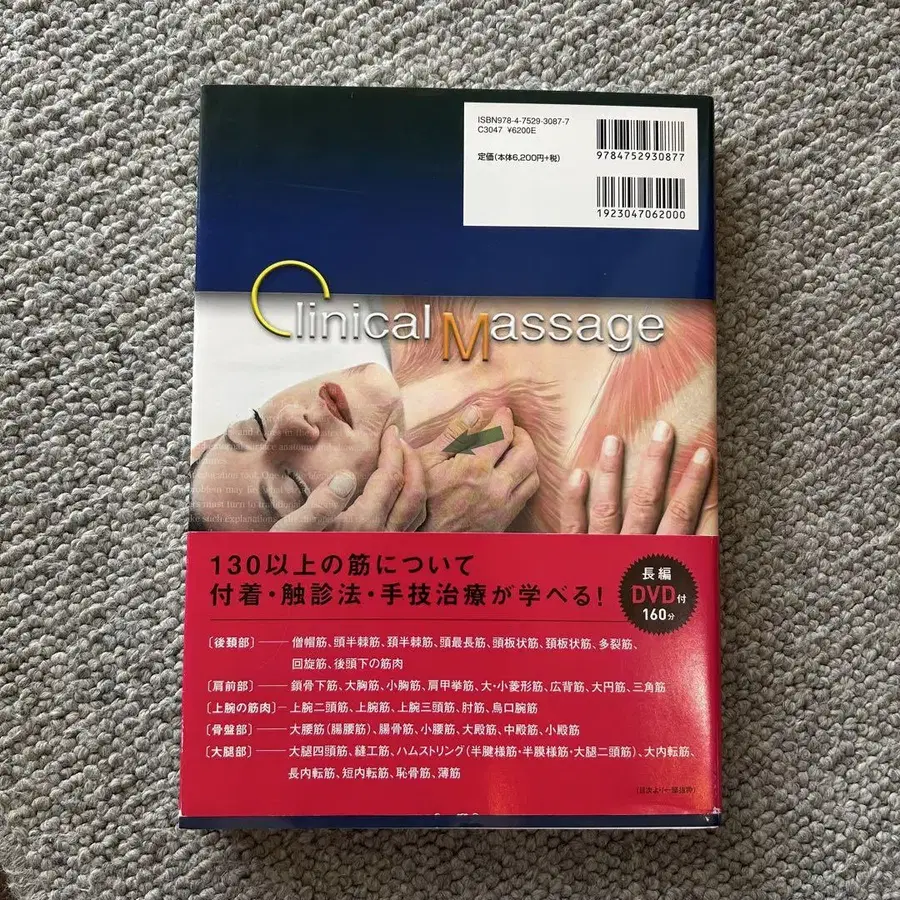 ISBN978-4-7529-3087-7
C3047 ¥6200E
定価(本体6,200円+税)
9784752930877
1923047062000
Clinical Massage
130以上の筋について
付着・触診法・手技治療が学べる!
長編
DVD付
160分
〔後頚部〕――僧帽筋、頭半棘筋、頚半棘筋、頭最長筋、頭板状筋、頚板状筋、多裂筋、
回旋筋、後頭下の筋肉
〔肩前部〕――鎖骨下筋、大胸筋、小胸筋、肩甲挙筋、大・小菱形筋、広背筋、大円筋、三角筋
〔上腕の筋肉〕―上腕二頭筋、上腕筋、上腕三頭筋、肘筋、烏口腕筋
〔骨盤部〕――大腰筋(腸腰筋)、腸骨筋、小腰筋、大殿筋、中殿筋、小殿筋
〔大腿部〕――大腿四頭筋、縫工筋、ハムストリング(半腱様筋・半膜様筋・大腿二頭筋)、大内転筋、
長内転筋、短内転筋、恥骨筋、薄筋
(目次より一部抜粋)